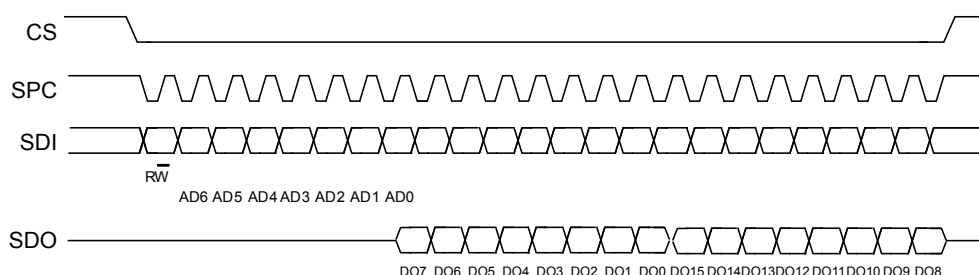 CS
SPC
SDI
RW
AD6 AD5 AD4 AD3 AD2 AD1 AD0
SDO
DO7 DO6 DO5 DO4 DO3 DO2 DO1 DO0 DO15 DO14 DO13 DO12 DO11 DO10 DO9 DO8